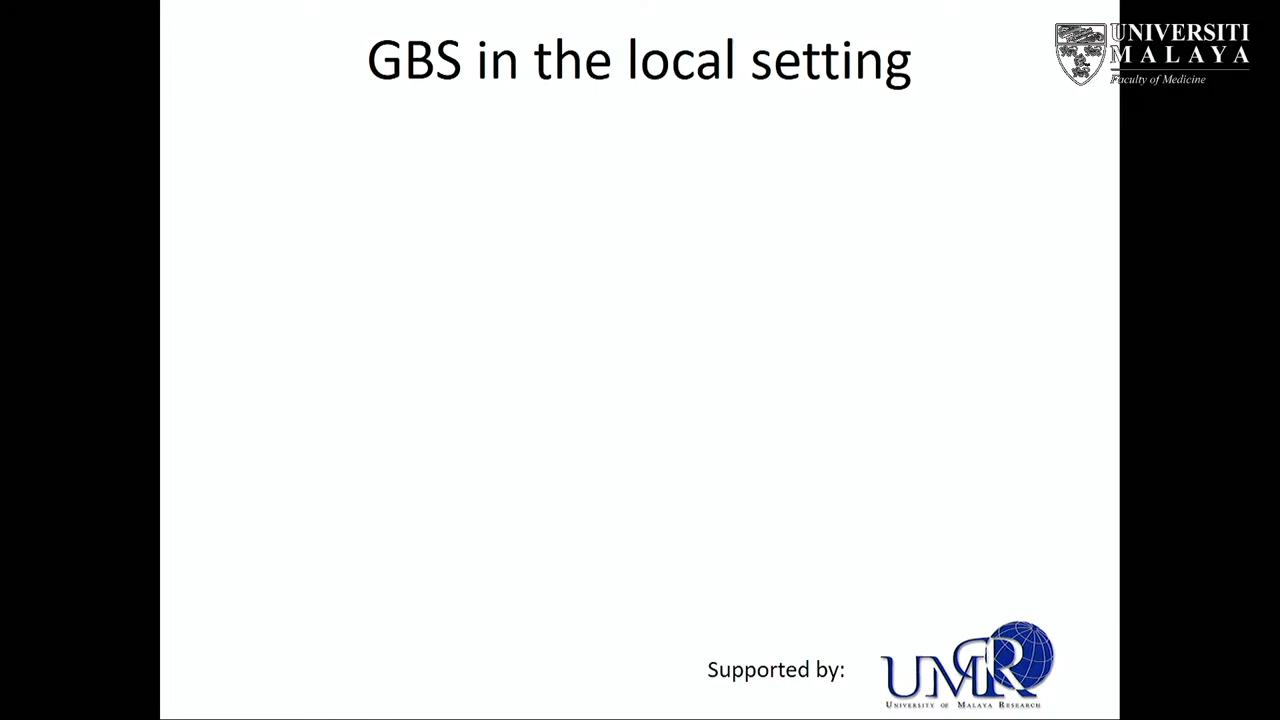 GBS in the local setting
UNIVERSITI
MALAYA
Faculty of Medicine
Supported by:
UMR
UNIVERSITY OF MALAYA RESEARCH